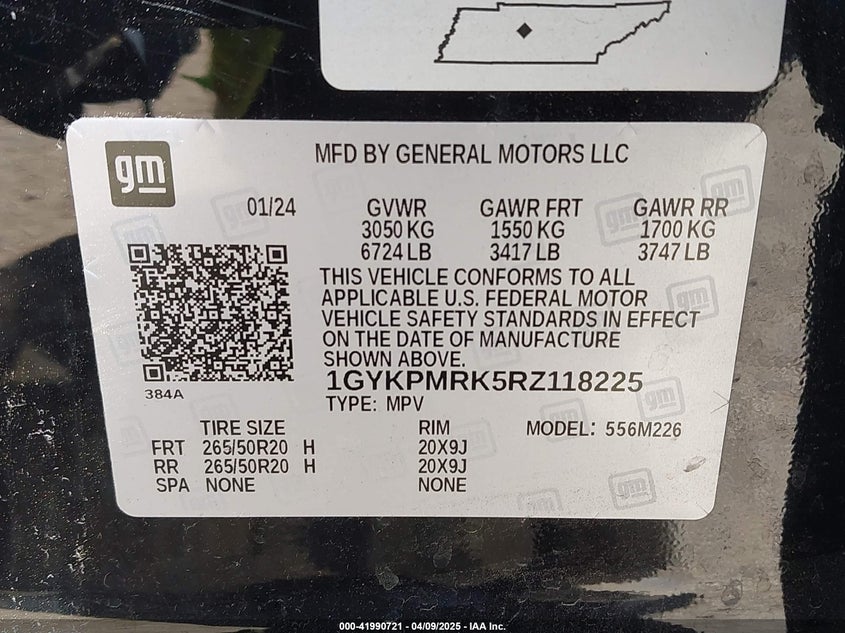 gm
MFD BY GENERAL MOTORS LLC
01/24 GVWR GAWR FRT GAWR RR
3050 KG 1550 KG 1700 KG
6724 LB 3417 LB 3747 LB
THIS VEHICLE CONFORMS TO ALL
APPLICABLE U.S. FEDERAL MOTOR
VEHICLE SAFETY STANDARDS IN EFFECT
ON THE DATE OF MANUFACTURE
SHOWN ABOVE.
1GYKPMRK5RZ118225
384A
TYPE: MPV
TIRE SIZE RIM MODEL: 556M226
FRT 265/50R20 H 20X9J
RR 265/50R20 H 20X9J
SPA NONE NONE
000-41990721 - 04/09/2025 - IAA Inc.